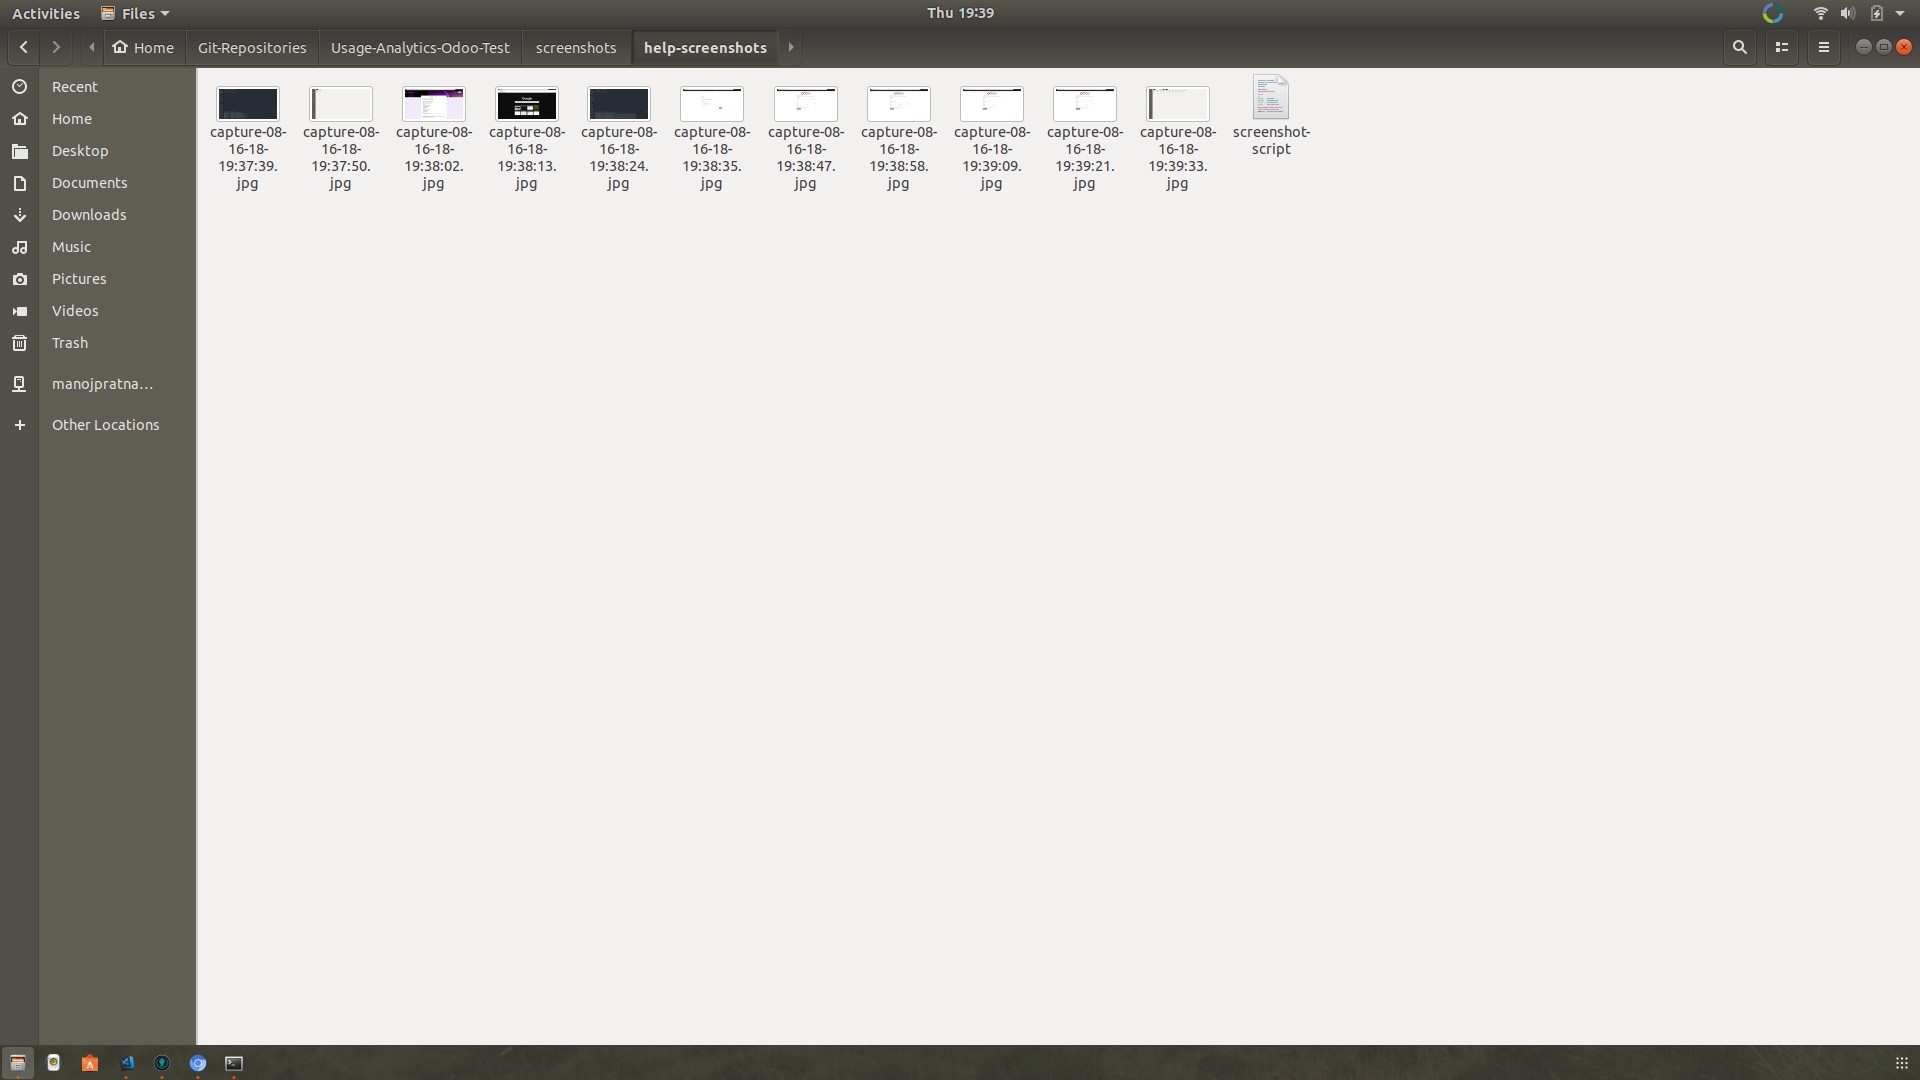 Activities Files Thu 19:39
Home Git-Repositories Usage-Analytics-Odoo-Test screenshots help-screenshots
Recent
Home
Desktop
Documents
Downloads
Music
Pictures
Videos
Trash
manojpratna...
Other Locations
capture-08-
16-18-
19:37:39.
jpg
capture-08-
16-18-
19:37:50.
jpg
capture-08-
16-18-
19:38:02.
jpg
capture-08-
16-18-
19:38:13.
jpg
capture-08-
16-18-
19:38:24.
jpg
capture-08-
16-18-
19:38:35.
jpg
capture-08-
16-18-
19:38:47.
jpg
capture-08-
16-18-
19:38:58.
jpg
capture-08-
16-18-
19:39:09.
jpg
capture-08-
16-18-
19:39:21.
jpg
capture-08-
16-18-
19:39:33.
jpg
screenshot-
script